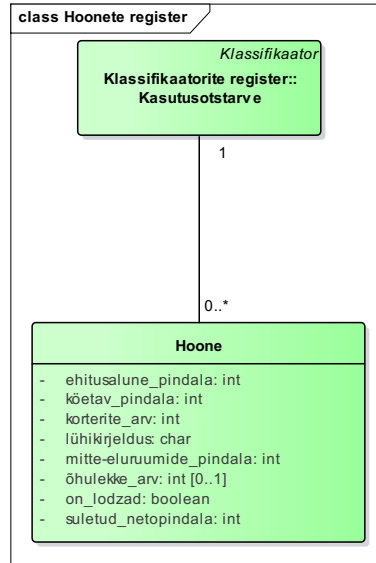 class Hoonete register
Klassifikaator
Klassifikaatorite register::
Kasutusotstarve
1
0..*
Hoone
- ehitusalune_pindala: int
- köetav_pindala: int
- korterite_arv: int
- lühikirjeldus: char
- mitte-eluruumide_pindala: int
- õhulekke_arv: int [0..1]
- on_lodzad: boolean
- suletud_netopindala: int